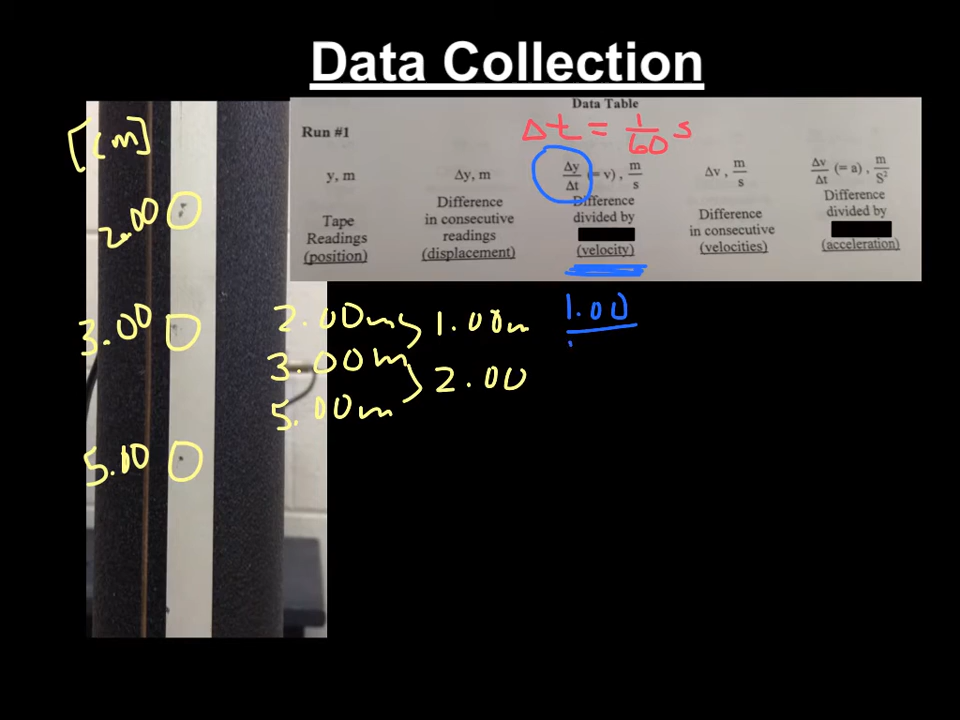 Data Collection
Data Table
Run #1
Δt = 1/60 s
y, m
Δy, m
Δy/Δt (= v) , m/s
Δv , m/s
Δv/Δt (= a) , m/S²
Tape
Readings
(position)
Difference
in consecutive
readings
(displacement)
Difference
divided by
(velocity)
Difference
in consecutive
(velocities)
Difference
divided by
(acceleration)
[(m)]
2.00
3.00
5.00
2.00m
3.00m
5.00m
1.00m
2.00
1.00